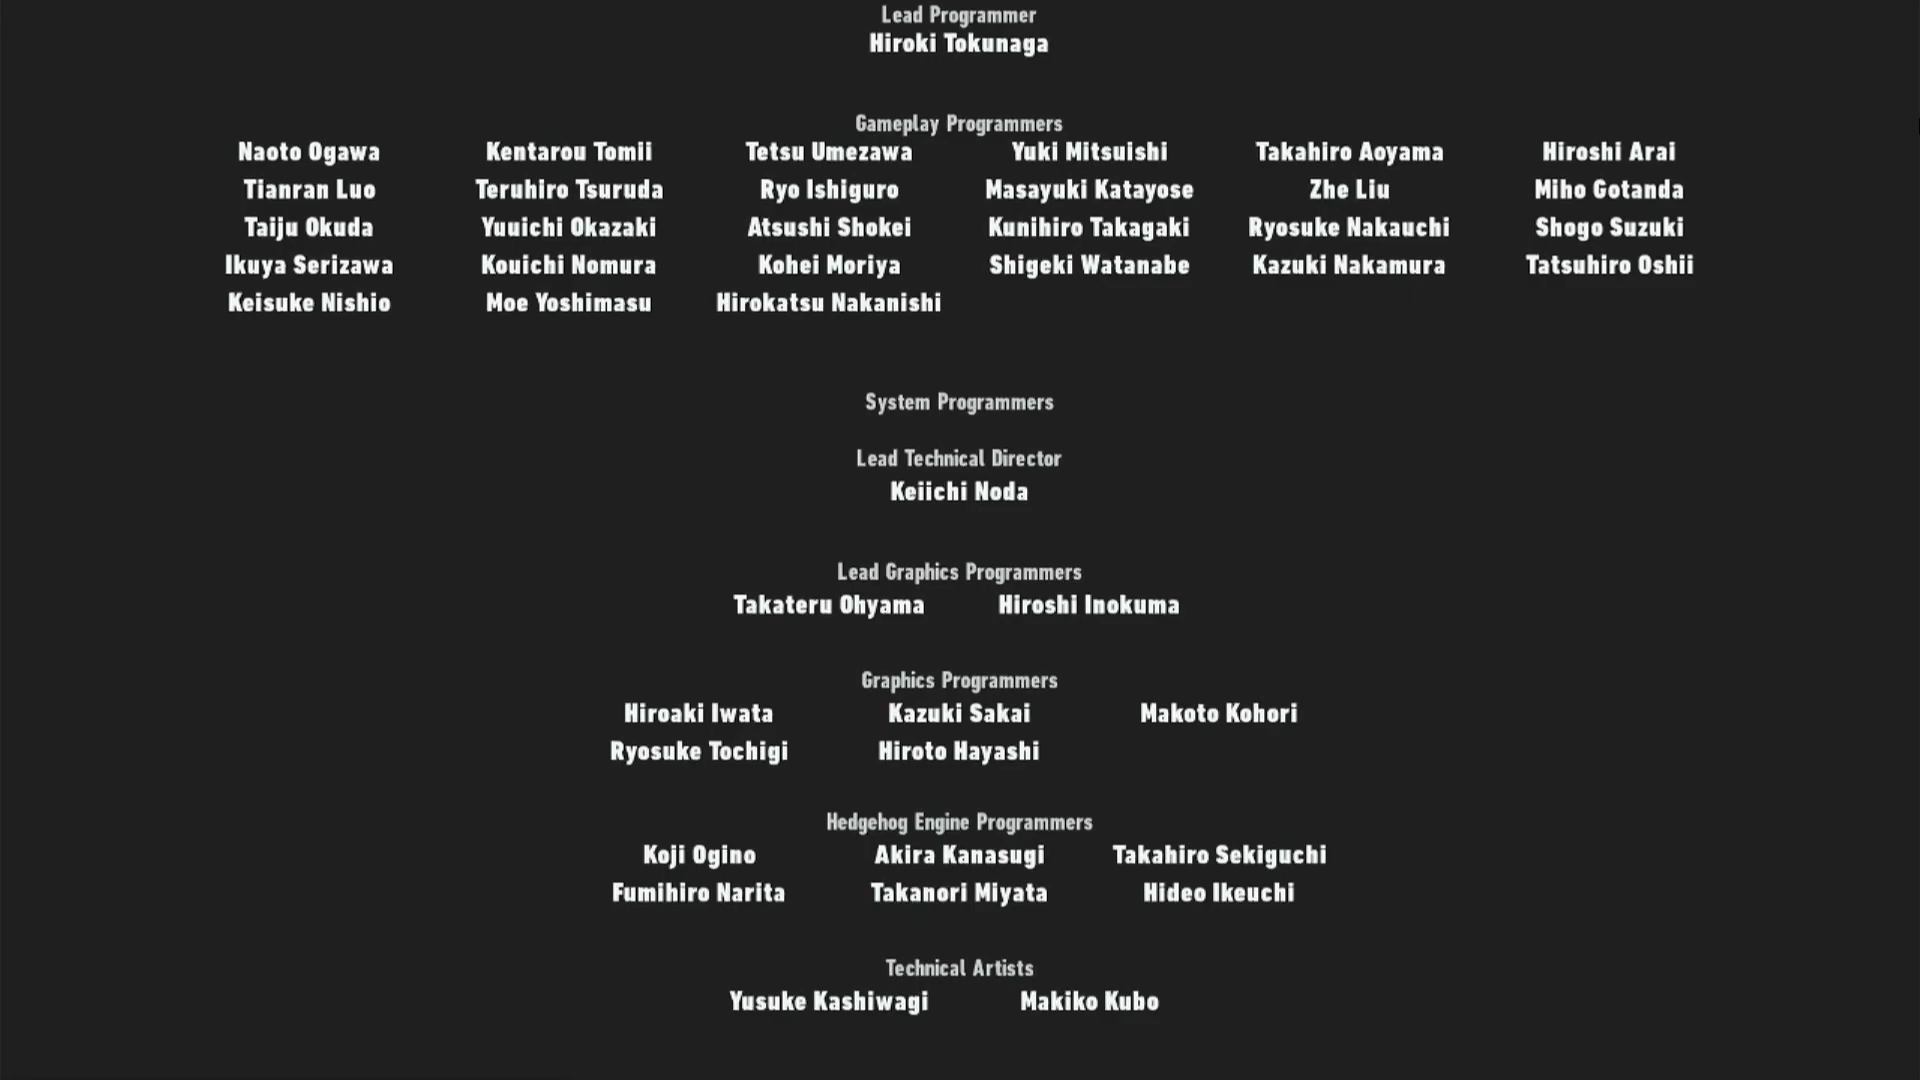 Lead Programmer
Hiroki Tokunaga
Gameplay Programmers
Naoto Ogawa Kentarou Tomii Tetsu Umezawa Yuki Mitsuishi Takahiro Aoyama Hiroshi Arai
Tianran Luo Teruhiro Tsuruda Ryo Ishiguro Masayuki Katayose Zhe Liu Miho Gotanda
Taiju Okuda Yuuichi Okazaki Atsushi Shokei Kunihiro Takagaki Ryosuke Nakauchi Shogo Suzuki
Ikuya Serizawa Kouichi Nomura Kohei Moriya Shigeki Watanabe Kazuki Nakamura Tatsuhiro Oshii
Keisuke Nishio Moe Yoshimasu Hirokatsu Nakanishi
System Programmers
Lead Technical Director
Keiichi Noda
Lead Graphics Programmers
Takateru Ohyama Hiroshi Inokuma
Graphics Programmers
Hiroaki Iwata Kazuki Sakai Makoto Kohori
Ryosuke Tochigi Hiroto Hayashi
Hedgehog Engine Programmers
Koji Ogino Akira Kanasugi Takahiro Sekiguchi
Fumihiro Narita Takanori Miyata Hideo Ikeuchi
Technical Artists
Yusuke Kashiwagi Makiko Kubo